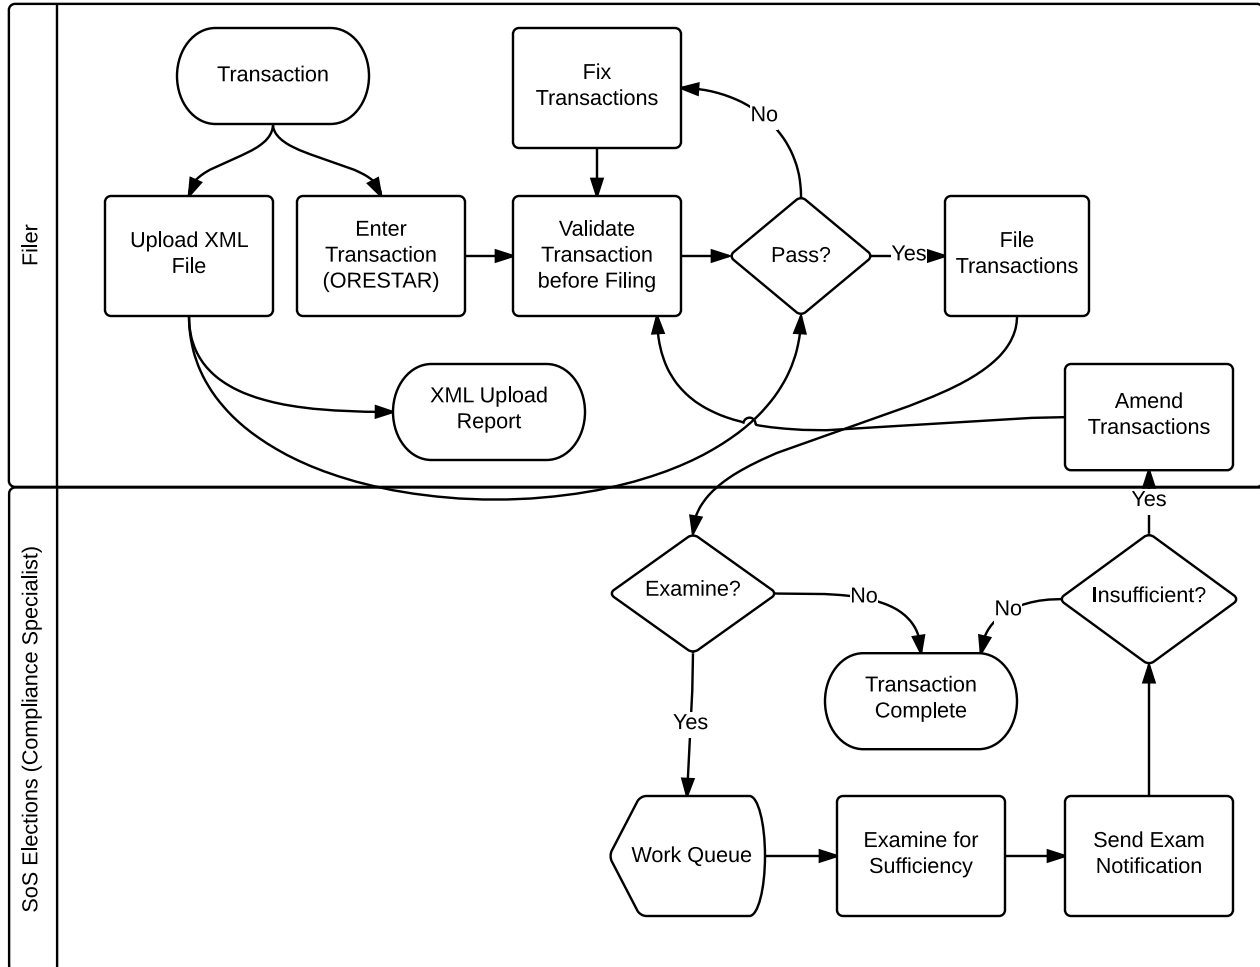 Filer
Transaction
Fix
Transactions
No
Upload XML
File
Enter
Transaction
(ORESTAR)
Validate
Transaction
before Filing
Pass?
Yes
File
Transactions
XML Upload
Report
Amend
Transactions
SoS Elections (Compliance Specialist)
Yes
Examine?
No
No
Insufficient?
Transaction
Complete
Yes
Work Queue
Examine for
Sufficiency
Send Exam
Notification